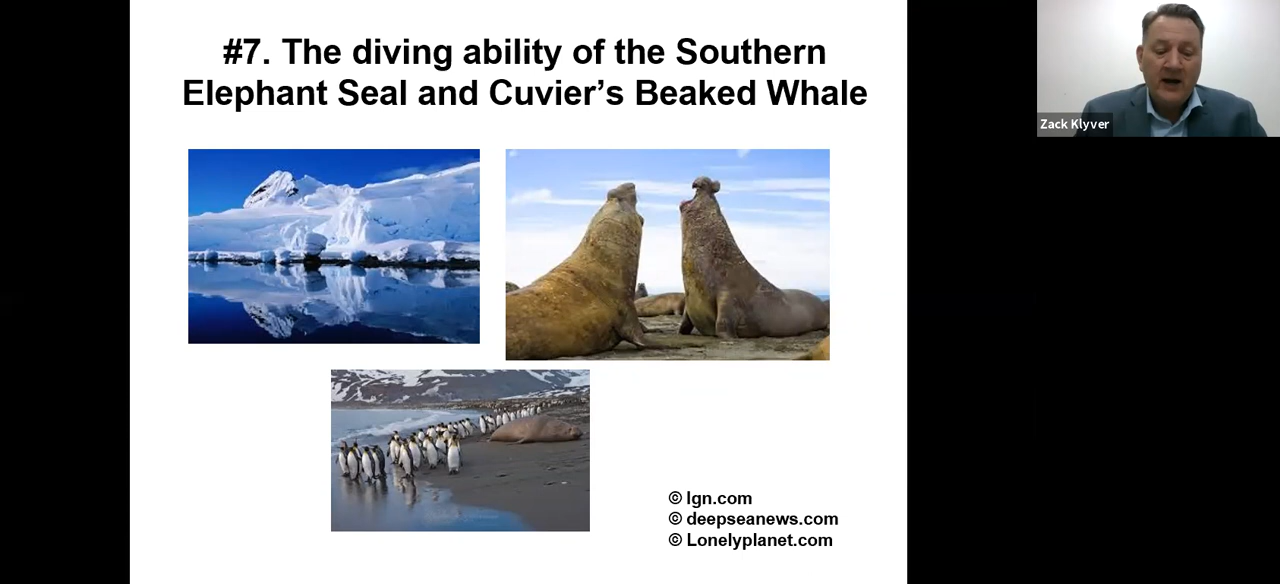 #7. The diving ability of the Southern
Elephant Seal and Cuvier’s Beaked Whale
Zack Klyver
© Ign.com
© deepseanews.com
© Lonelyplanet.com